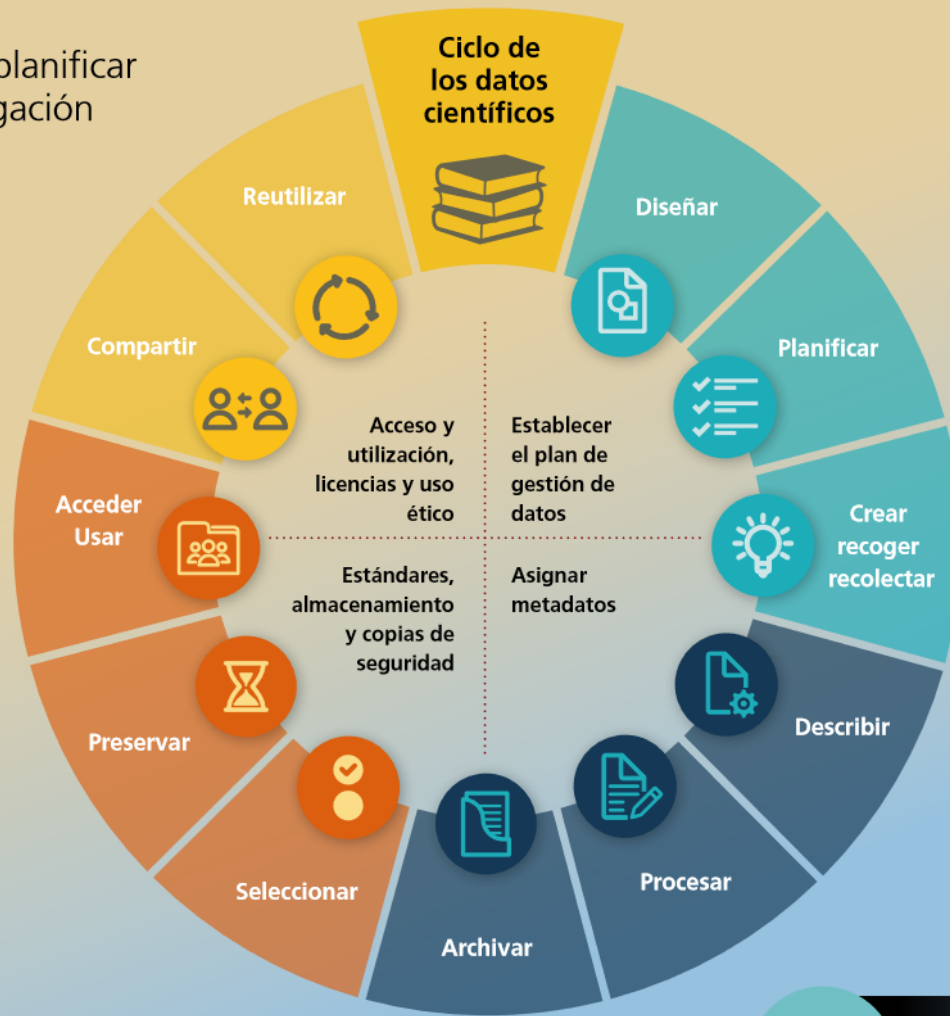 planificar
gación
Ciclo de
los datos
científicos
Diseñar
Planificar
Crear
recoger
recolectar
Describir
Procesar
Archivar
Seleccionar
Preservar
Acceder
Usar
Compartir
Reutilizar
Acceso y
utilización,
licencias y uso
ético
Establecer
el plan de
gestión de
datos
Estándares,
almacenamiento
y copias de
seguridad
Asignar
metadatos